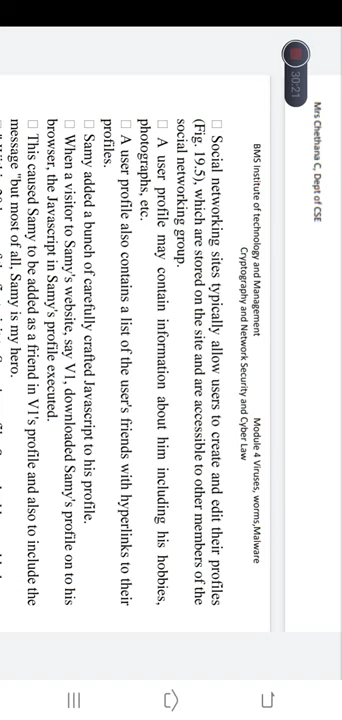 30:21
Mrs Chethana C, Dept of CSE
BMS Institute of technology and Management Module 4 Viruses, worms,Malware
Cryptography and Network Security and Cyber Law
□ Social networking sites typically allow users to create and edit their profiles
(Fig. 19.5), which are stored on the site and are accessible to other members of the
social networking group.
□ A user profile may contain information about him including his hobbies,
photographs, etc.
□ A user profile also contains a list of the user's friends with hyperlinks to their
profiles.
□ Samy added a bunch of carefully crafted Javascript to his profile.
□ When a visitor to Samy's website, say V1, downloaded Samy's profile on to his
browser, the Javascript in Samy's profile executed.
□ This caused Samy to be added as a friend in V1's profile and also to include the
message "but most of all, Samy is my hero.